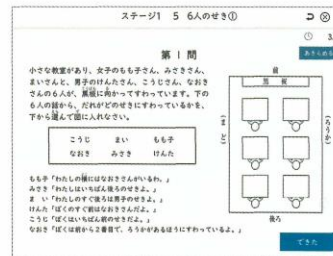 ステージ1 5 6人のせき①
3
あきらめる
第1問
小さな教室があり、女子のもも子さん、みさきさん、
まいさんと、男子のけんたさん、こうじさん、なおき
さんの6人が、黒板に向かってすわっています。下の
6人の話から、だれがどのせきにすわっているかを、
下から選んで図に入れなさい。
こうじ まい もも子
なおき みさき けんた
もも子「わたしの横にはなおきさんがいるわ。」
みさき「わたしはいちばん後ろのせきよ。」
まい「わたしのすぐ後ろは男子のせきよ。」
けんた「ぼくのすぐ前はなおきさんだよ。」
こうじ「ぼくはいちばん前のせきだよ。」
なおき「ぼくは前から2番目で、ろうかがあるほうにすわっているよ。」
前
黒板
(まど)
(ろうか)
後ろ
できた